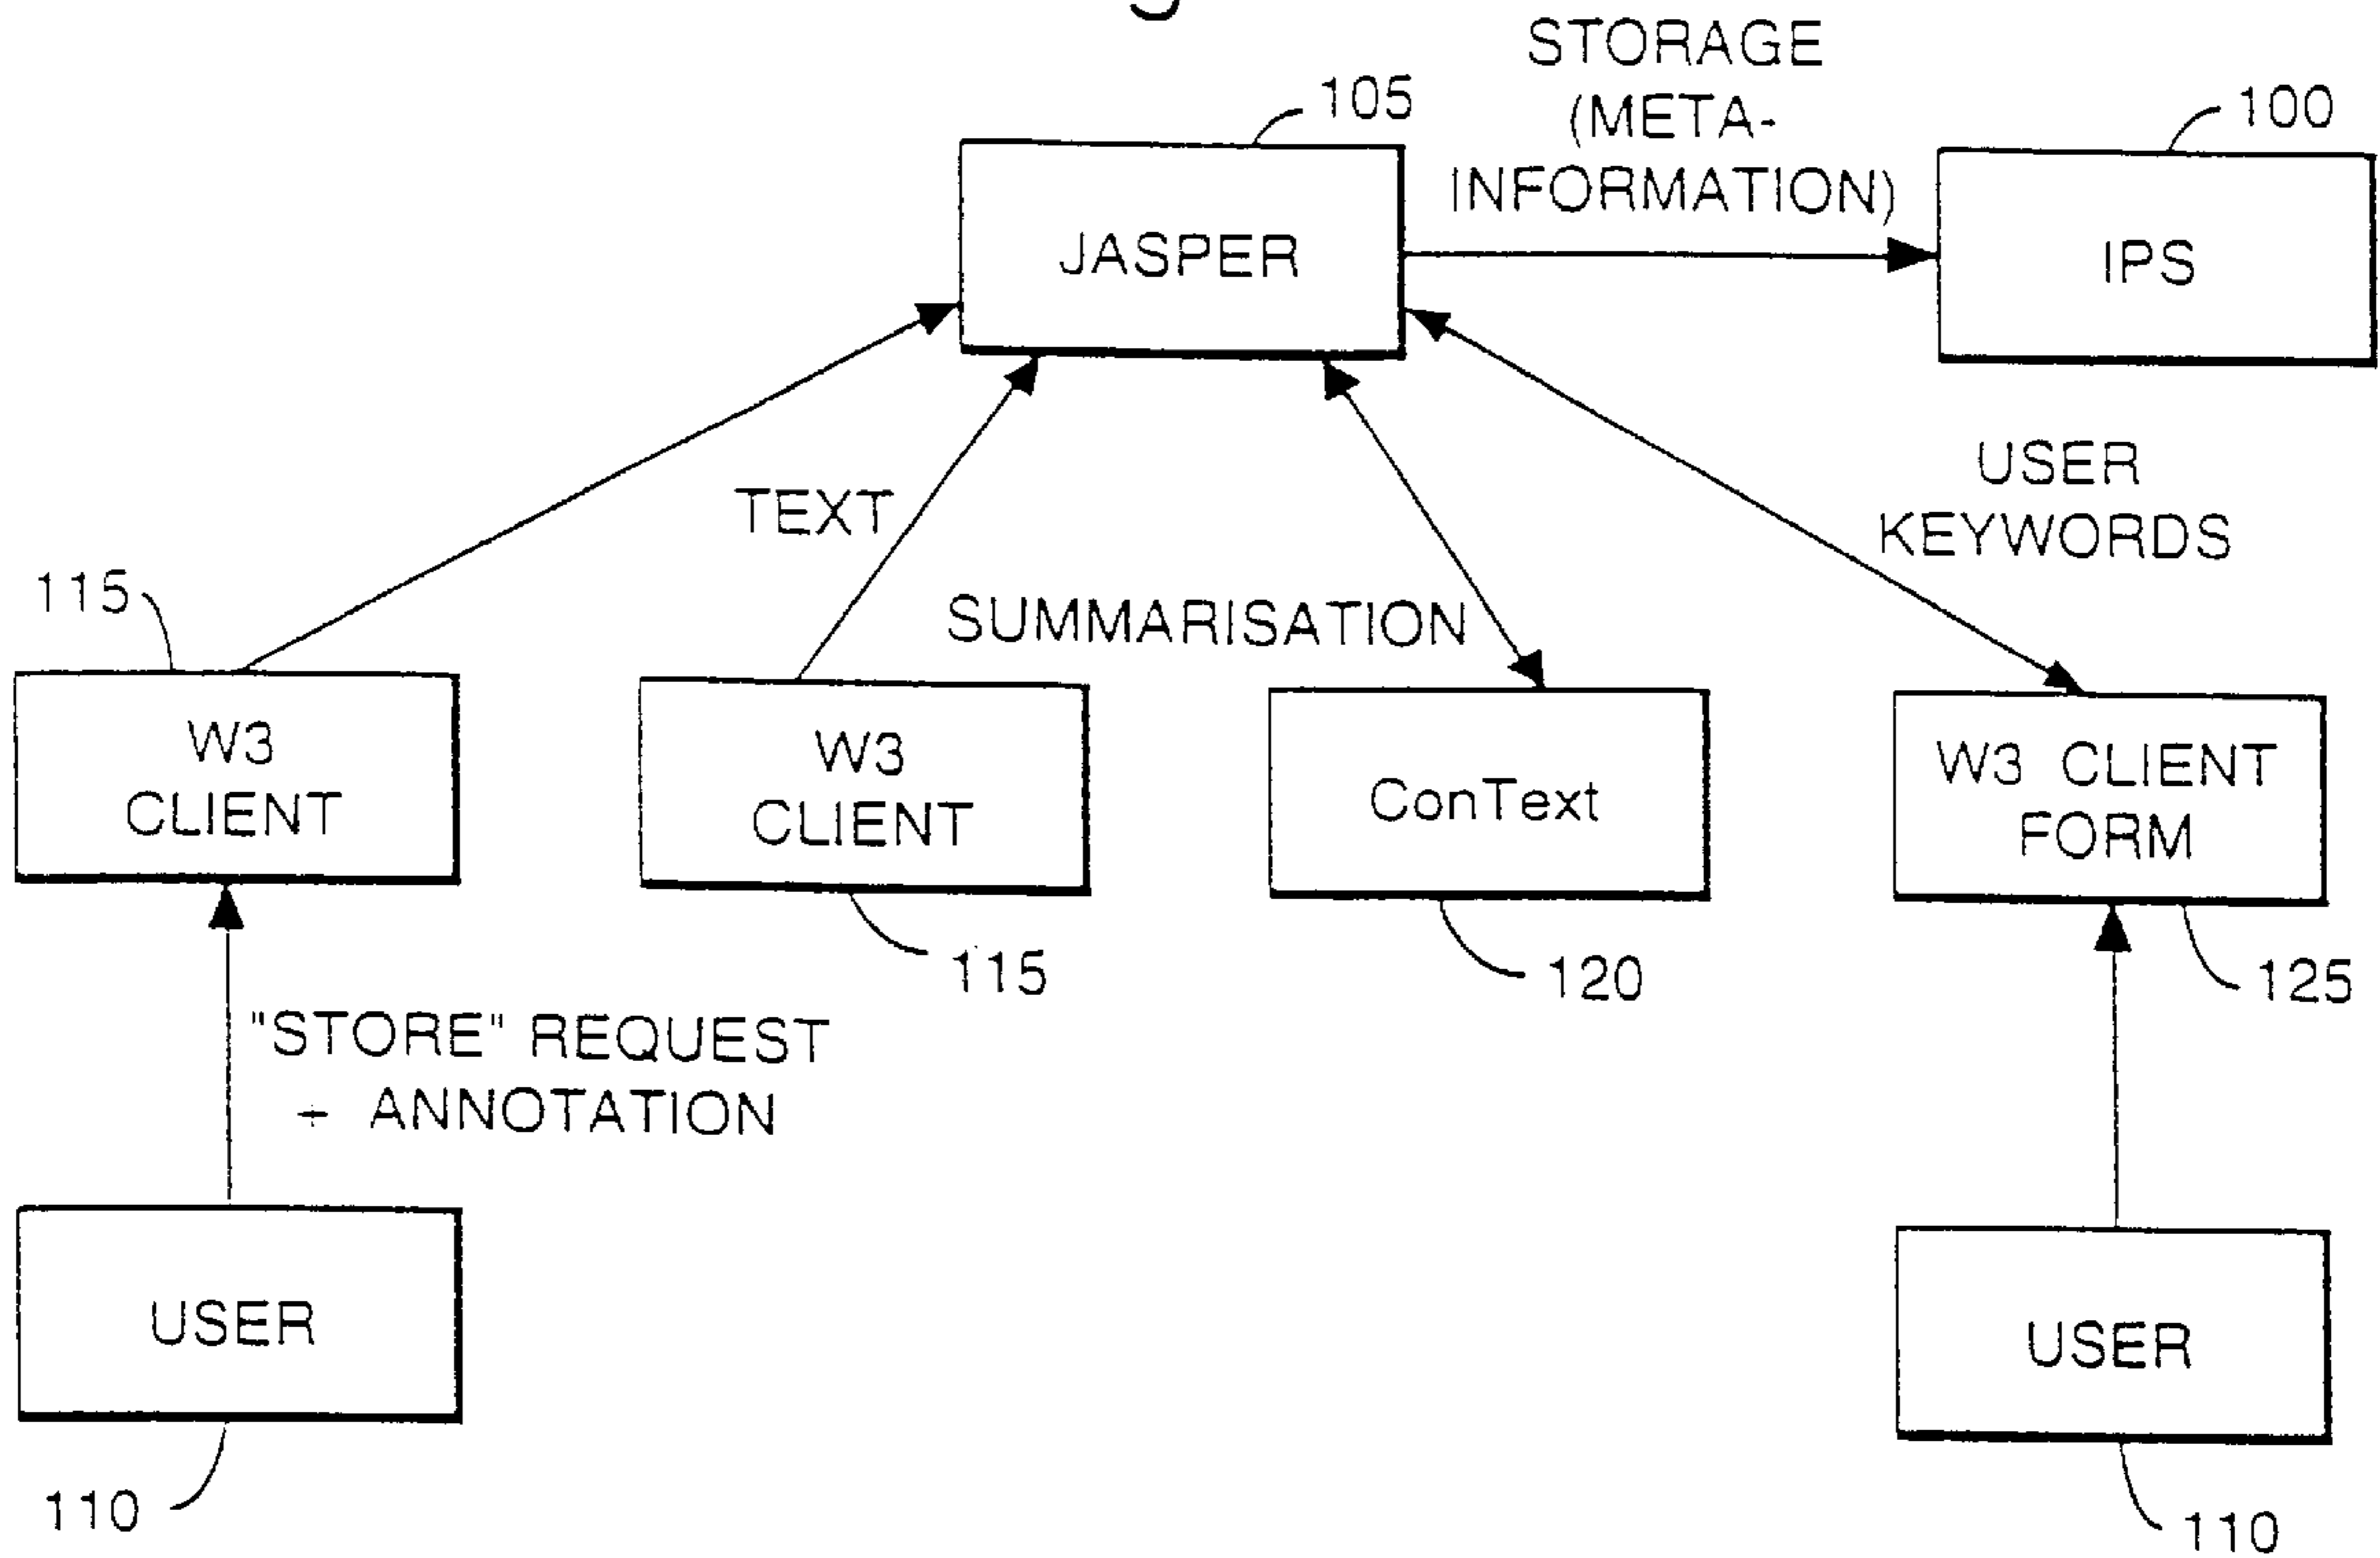 STORAGE
(META-
INFORMATION)
105
100
JASPER
IPS
USER
KEYWORDS
TEXT
SUMMARISATION
115
W3
CLIENT
W3
CLIENT
ConText
W3 CLIENT
FORM
115
120
125
"STORE" REQUEST
+ ANNOTATION
USER
USER
110
110